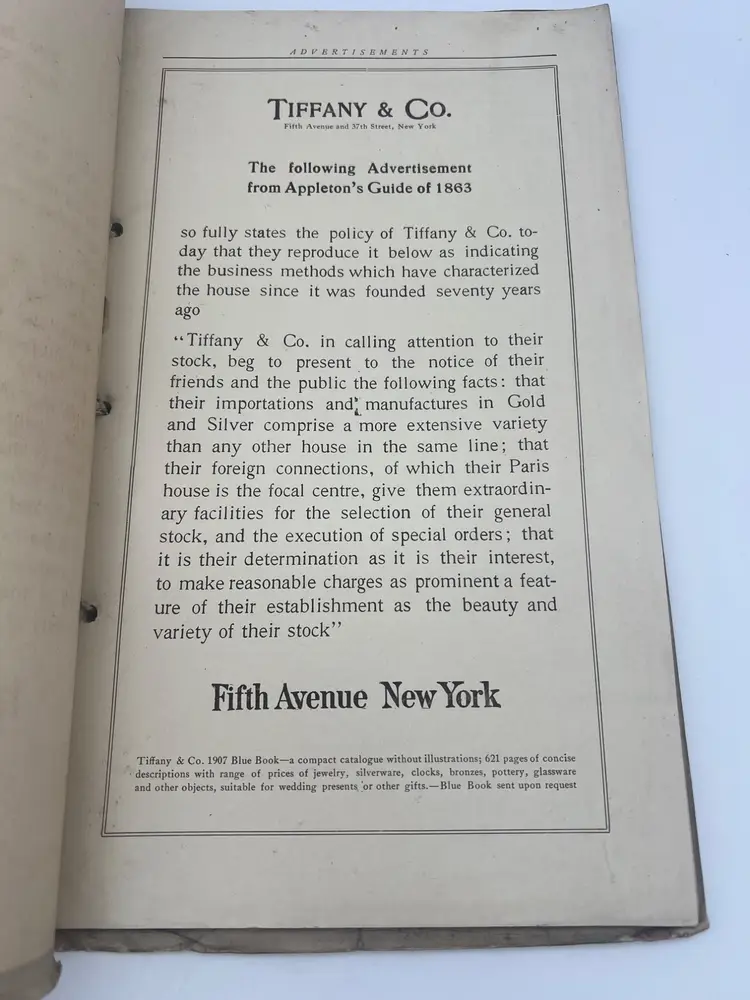 ADVERTISEMENTS
TIFFANY & CO.
Fifth Avenue and 37th Street, New York
The following Advertisement
from Appleton's Guide of 1863
so fully states the policy of Tiffany & Co. to-
day that they reproduce it below as indicating
the business methods which have characterized
the house since it was founded seventy years
ago
“Tiffany & Co. in calling attention to their
stock, beg to present to the notice of their
friends and the public the following facts: that
their importations and manufactures in Gold
and Silver comprise a more extensive variety
than any other house in the same line; that
their foreign connections, of which their Paris
house is the focal centre, give them extraordin-
ary facilities for the selection of their general
stock, and the execution of special orders; that
it is their determination as it is their interest,
to make reasonable charges as prominent a feat-
ure of their establishment as the beauty and
variety of their stock”
Fifth Avenue New York
Tiffany & Co. 1907 Blue Book—a compact catalogue without illustrations; 621 pages of concise
descriptions with range of prices of jewelry, silverware, clocks, bronzes, pottery, glassware
and other objects, suitable for wedding presents or other gifts.—Blue Book sent upon request